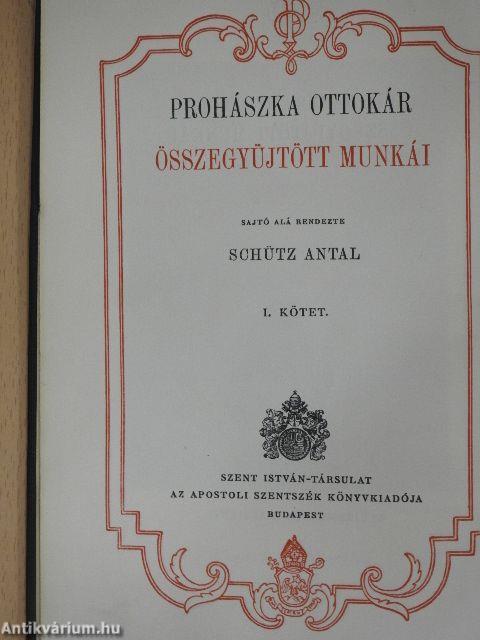 PROHÁSZKA OTTOKÁR
ÖSSZEGYÜJTÖTT MUNKÁI
SAJTÓ ALÁ RENDEZTE
SCHÜTZ ANTAL
I. KÖTET.
SZENT ISTVÁN-TÁRSULAT
AZ APOSTOLI SZENTSZÉK KÖNYVKIADÓJA
BUDAPEST
Antikvárium.hu